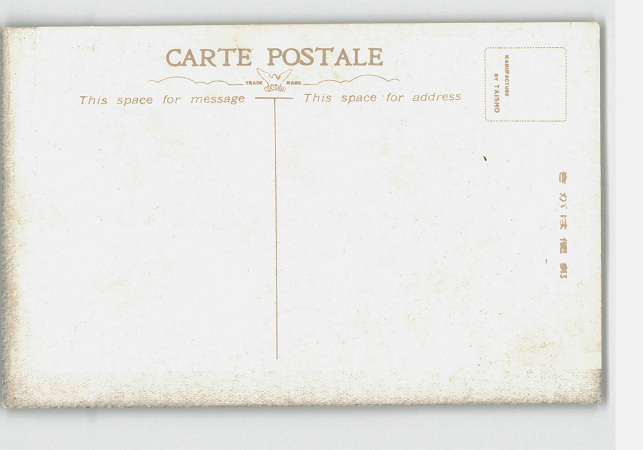 CARTE POSTALE
TRADE MARK
This space for message
This space for address
MANUFACTURE
BY TAISHO
きがは便郵